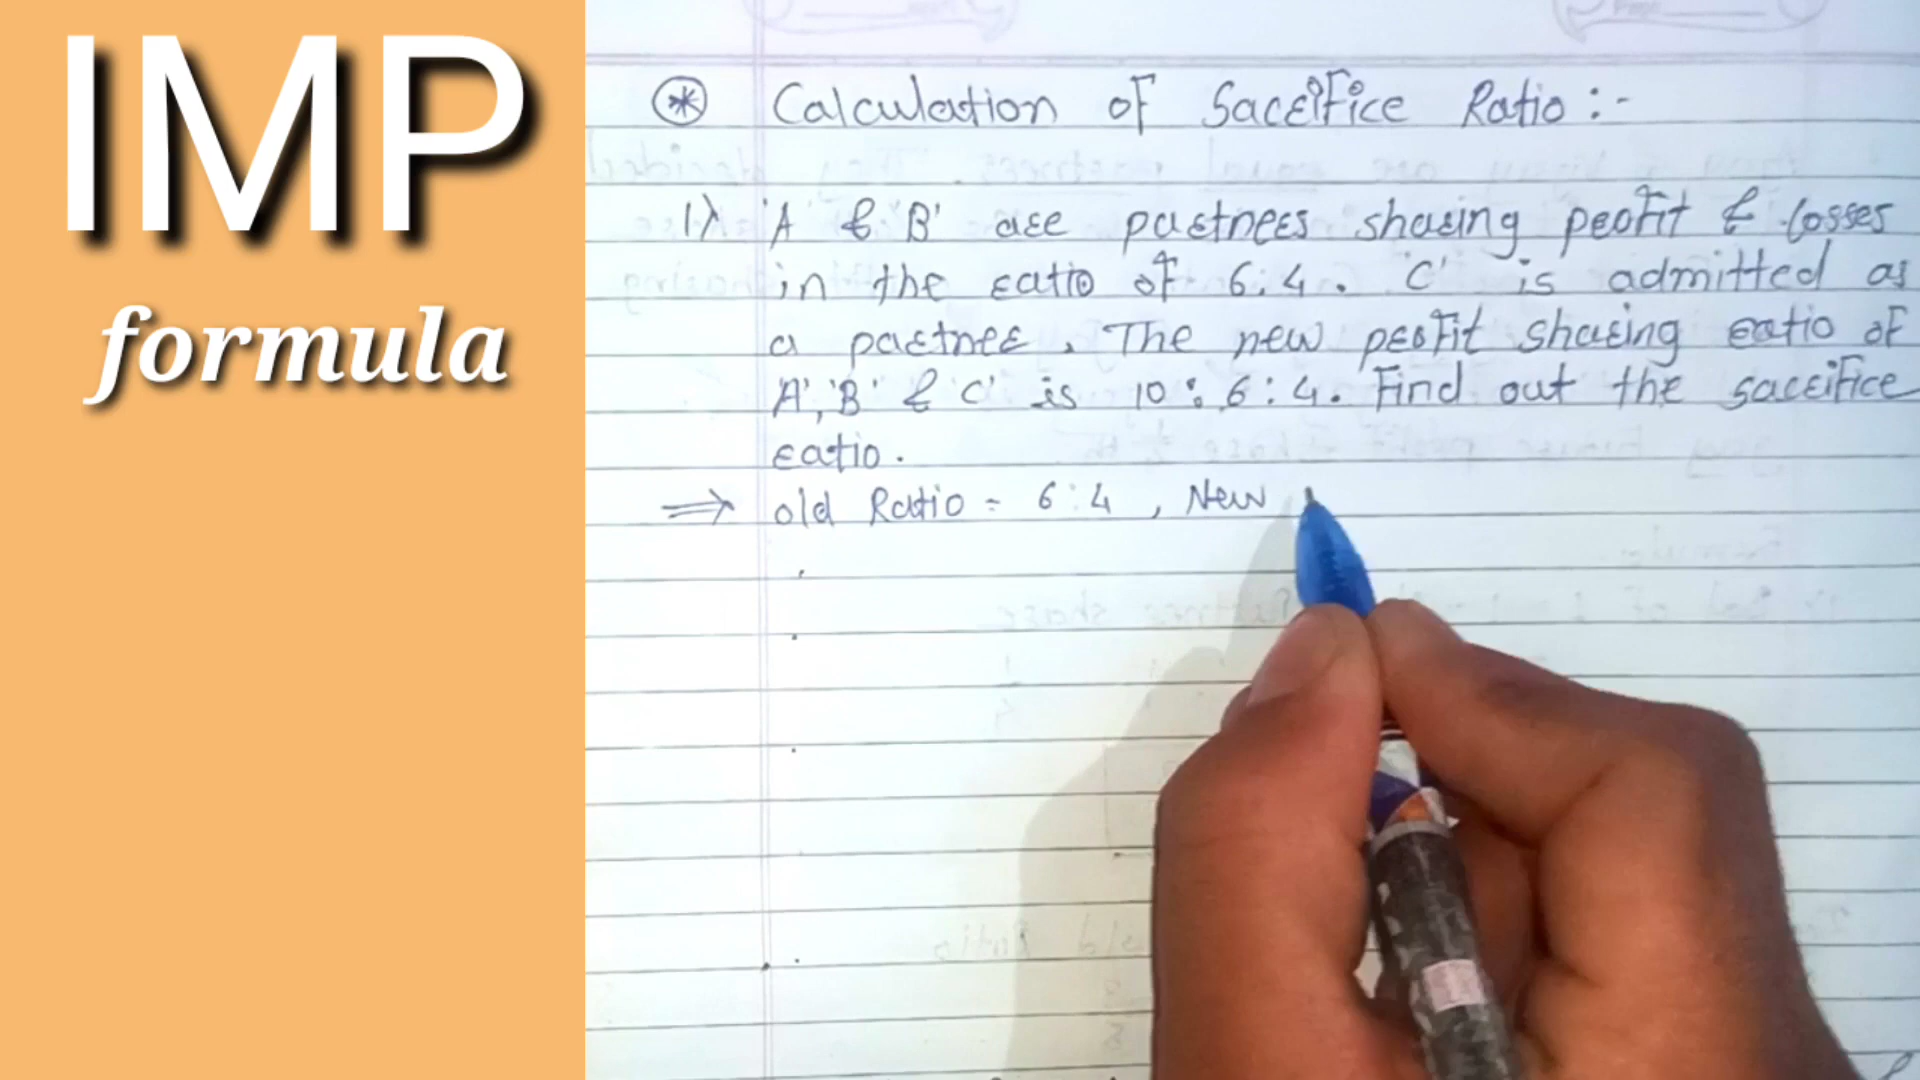 IMP
formula
* Calculation of Sacrifice Ratio :-
1) 'A' & 'B' are partners sharing profit & losses
in the ratio of 6:4. 'C' is admitted as
a partner. The new profit sharing ratio of
'A', 'B' & 'C' is 10:6:4. Find out the sacrifice
ratio.
⇒ old Ratio = 6:4, New